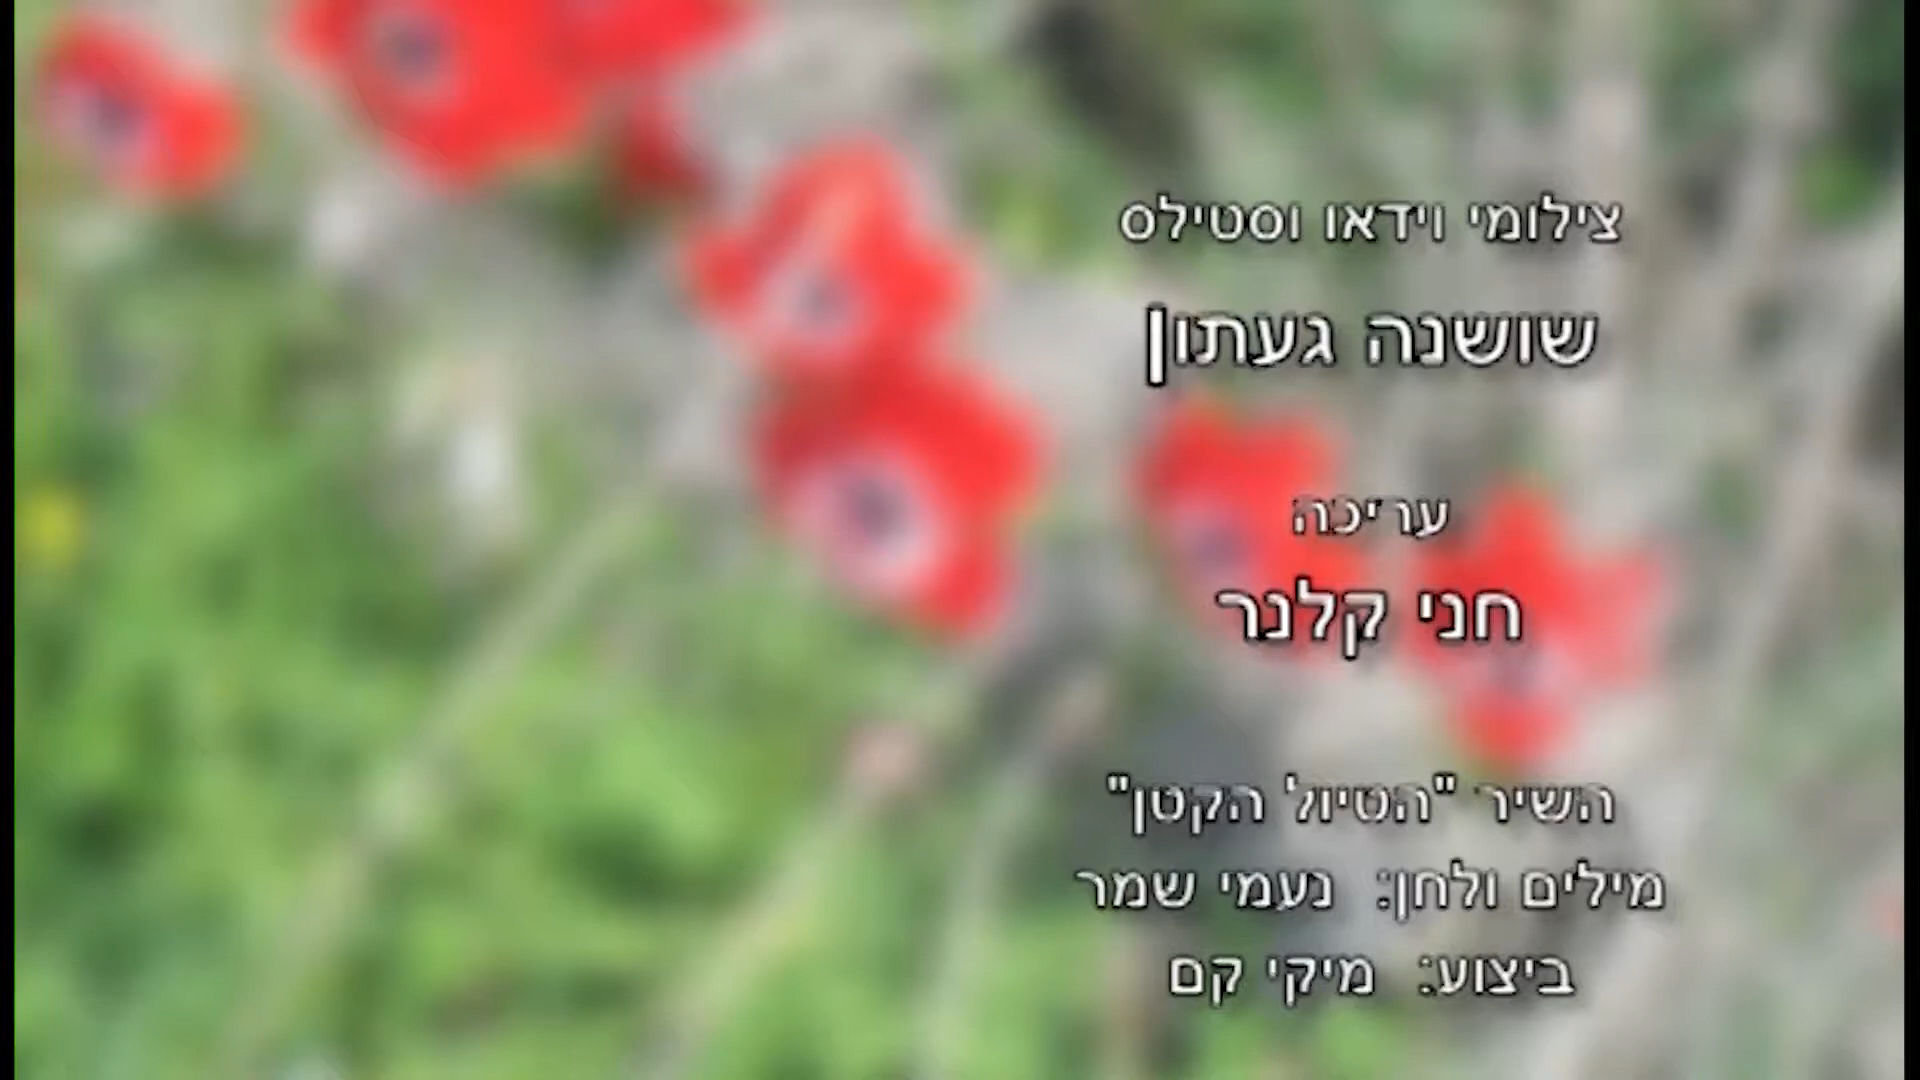 צילומי וידאו וסטילס
שושנה געתון
עריכה
חני קלנר
השיר "הטיול הקטן"
מילים ולחן: נעמי שמר
ביצוע: מיקי קם